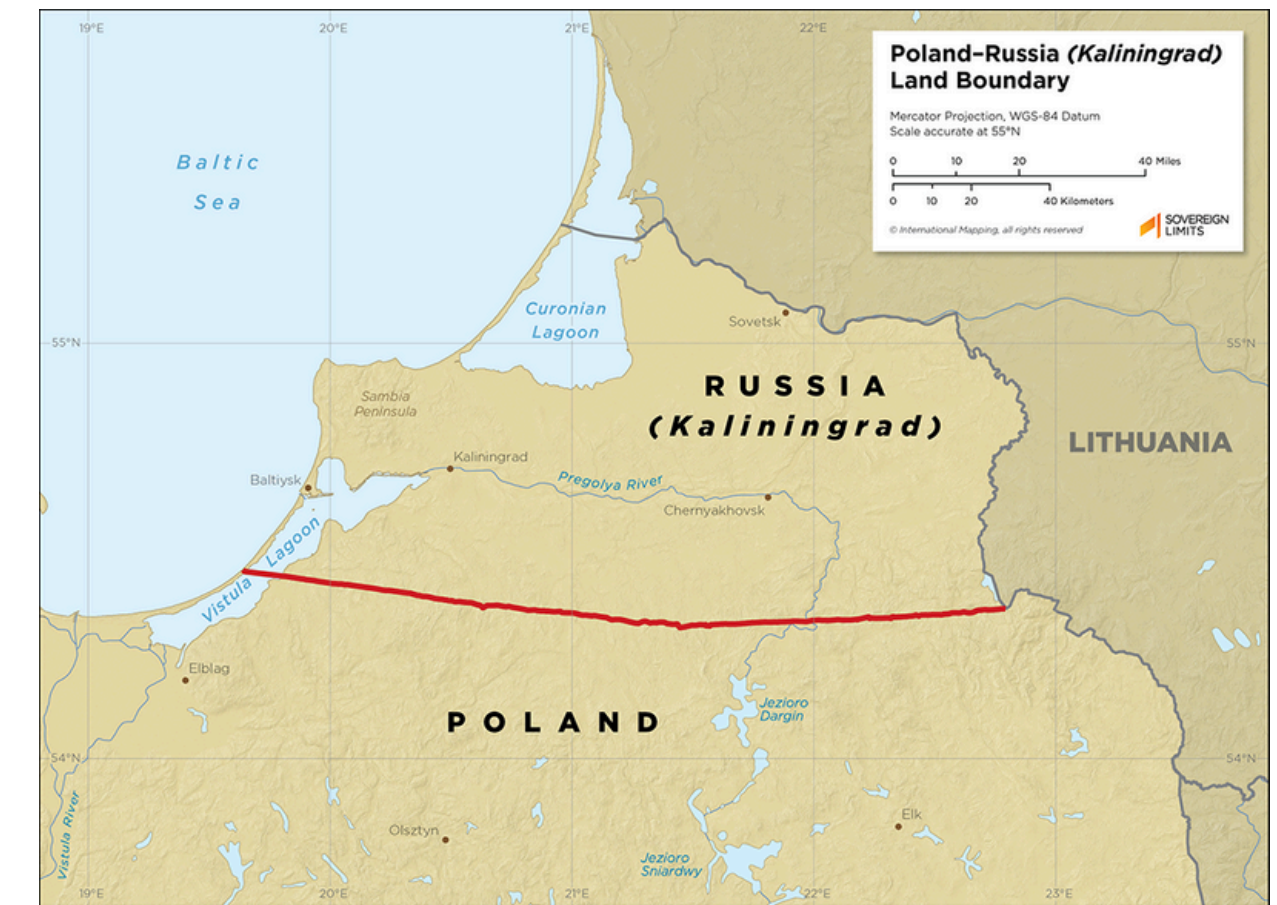 19°E
20°E
21°E
22°E
Poland–Russia (Kaliningrad)
Land Boundary
Mercator Projection, WGS-84 Datum
Scale accurate at 55°N
0 10 20 40 Miles
0 10 20 40 Kilometers
© International Mapping, all rights reserved
SOVEREIGN
LIMITS
Baltic
Sea
Curonian
Lagoon
Sovetsk
55°N
55°N
RUSSIA
(Kaliningrad)
Sambia
Peninsula
LITHUANIA
Kaliningrad
Baltiysk
Pregolya River
Chernyakhovsk
Vistula Lagoon
Elblag
POLAND
Jezioro
Dargin
54°N
54°N
Vistula River
Olsztyn
Elk
Jezioro
Sniardwy
19°E
20°E
21°E
22°E
23°E